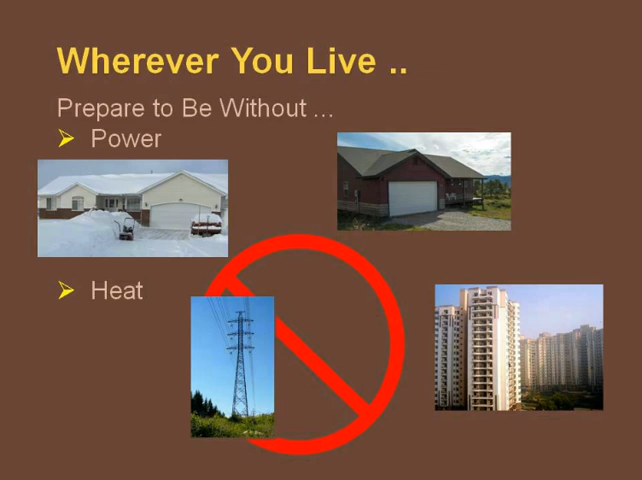 Wherever You Live ..
Prepare to Be Without ...
Power
Heat